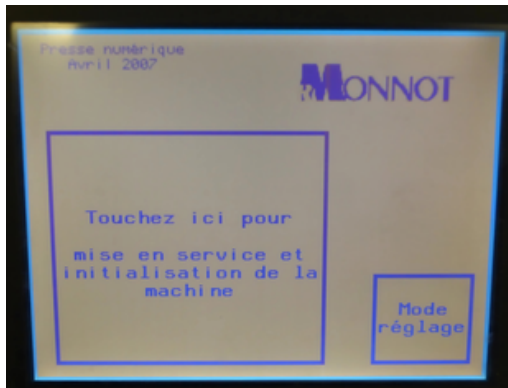 Presse numérique
Avril 2007
MONNOT
Touchez ici pour
mise en service et
initialisation de la
machine
Mode
réglage